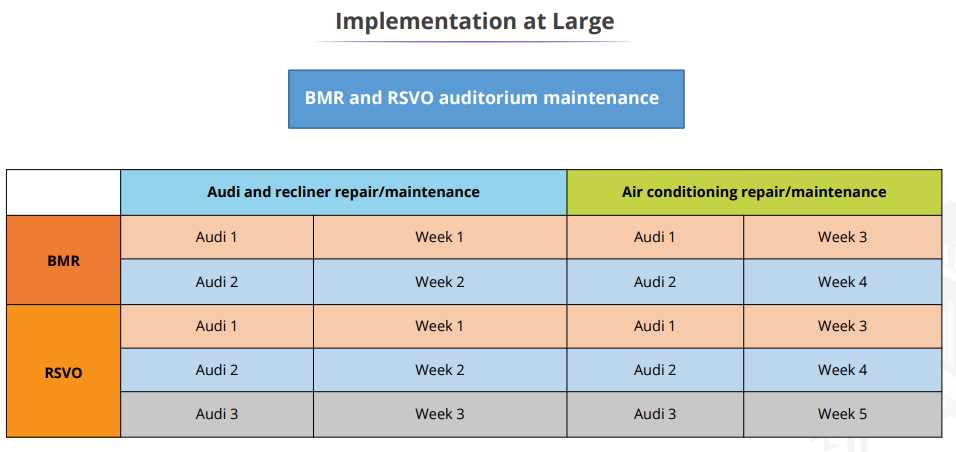 Implementation at Large
BMR and RSVO auditorium maintenance
Audi and recliner repair/maintenance Air conditioning repair/maintenance
BMR
Audi 1 Week 1 Audi 1 Week 3
Audi 2 Week 2 Audi 2 Week 4
RSVO
Audi 1 Week 1 Audi 1 Week 3
Audi 2 Week 2 Audi 2 Week 4
Audi 3 Week 3 Audi 3 Week 5